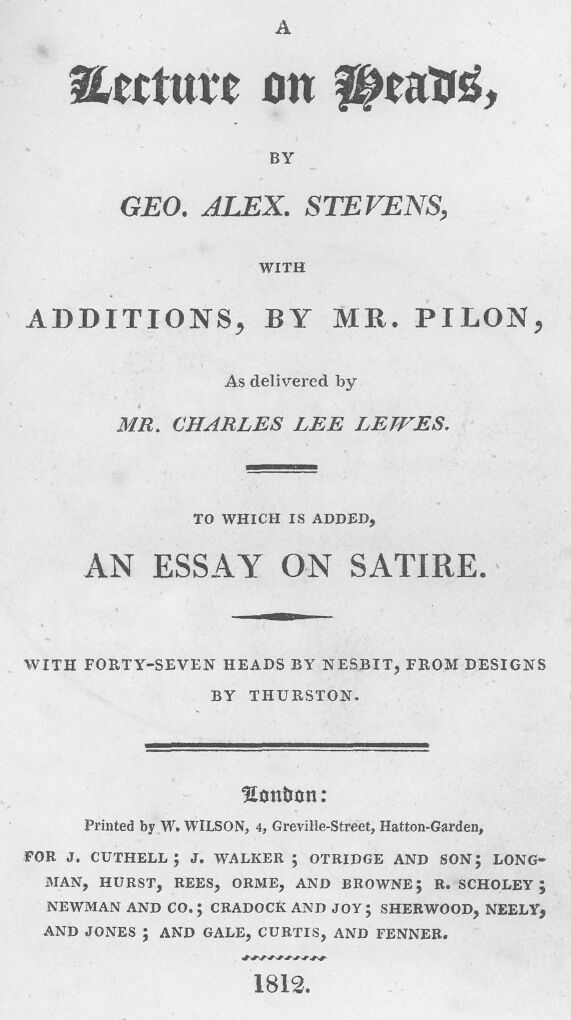 A
Lecture on Heads,
BY
GEO. ALEX. STEVENS,
WITH
ADDITIONS, BY MR. PILON,
As delivered by
MR. CHARLES LEE LEWES.
TO WHICH IS ADDED,
AN ESSAY ON SATIRE.
WITH FORTY-SEVEN HEADS BY NESBIT, FROM DESIGNS
BY THURSTON.
London:
Printed by W. WILSON, 4, Greville-Street, Hatton-Garden,
FOR J. CUTHELL; J. WALKER; OTRIDGE AND SON; LONG-
MAN, HURST, REES, ORME, AND BROWNE; R. SCHOLEY;
NEWMAN AND CO.; CRADOCK AND JOY; SHERWOOD, NEELY,
AND JONES; AND GALE, CURTIS, AND FENNER.
1812.